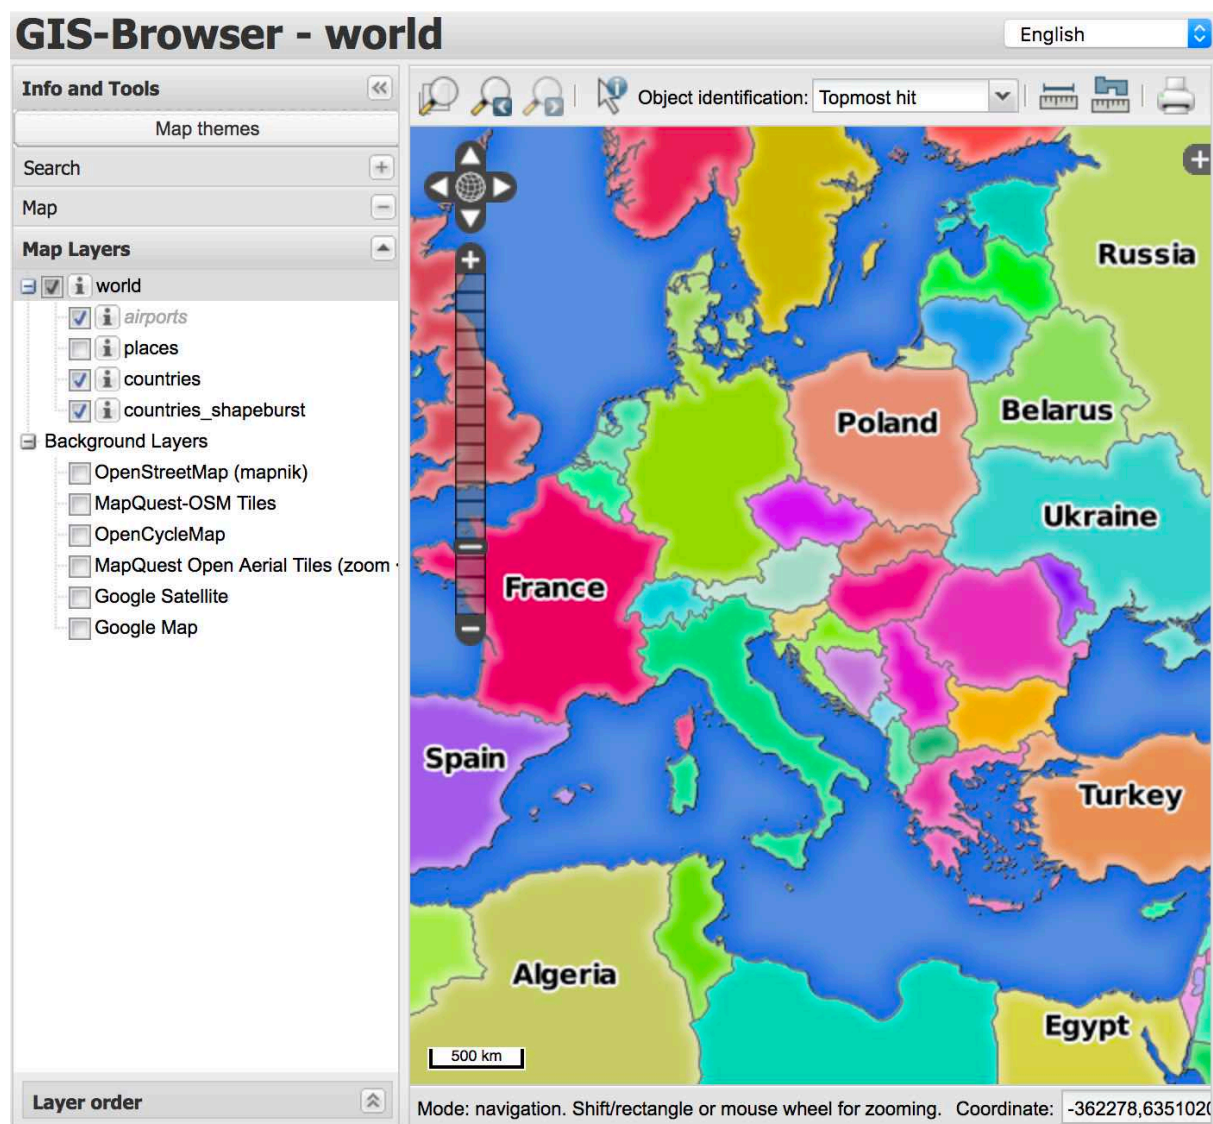 GIS-Browser - world
English
Info and Tools
Map themes
Search
Map
Map Layers
world
airports
places
countries
countries_shapeburst
Background Layers
OpenStreetMap (mapnik)
MapQuest-OSM Tiles
OpenCycleMap
MapQuest Open Aerial Tiles (zoom
Google Satellite
Google Map
Layer order
Object identification: Topmost hit
Russia
Poland
Belarus
Ukraine
France
Spain
Turkey
Algeria
Egypt
500 km
Mode: navigation. Shift/rectangle or mouse wheel for zooming. Coordinate: -362278,6351020